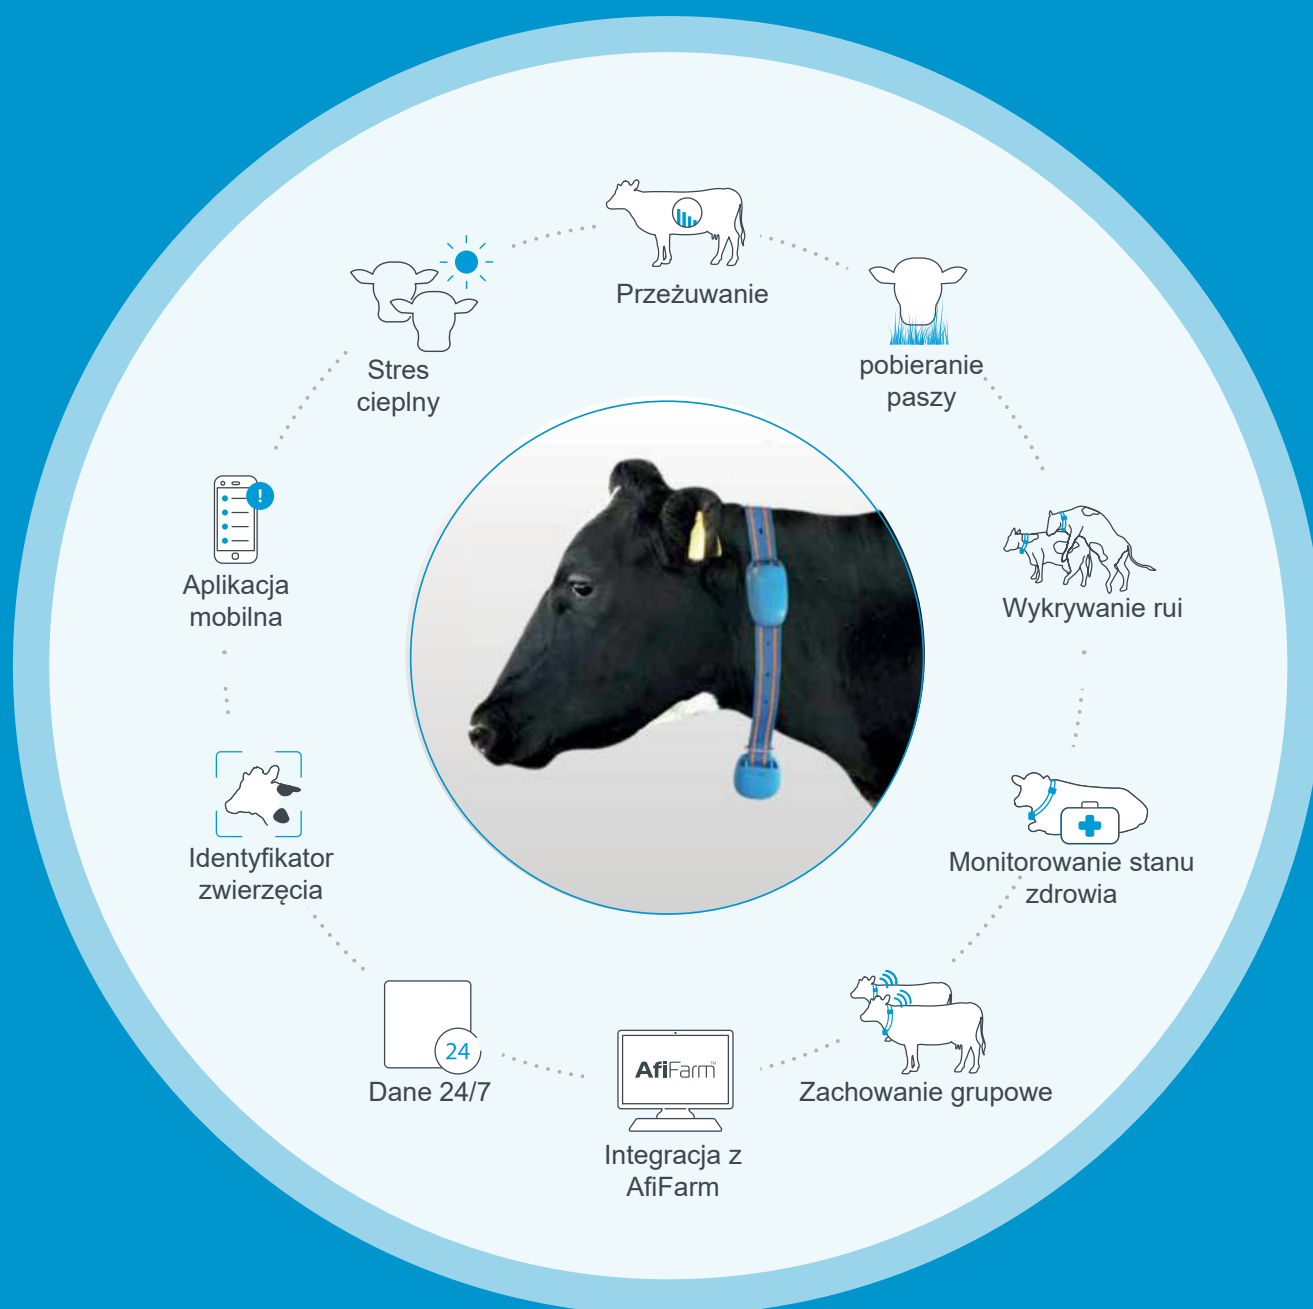 Przeżuwanie
pobieranie
paszy
Wykrywanie rui
Monitorowanie stanu
zdrowia
Zachowanie grupowe
AfiFarm™
Integracja z
AfiFarm
24
Dane 24/7
Identyfikator
zwierzęcia
!
Aplikacja
mobilna
Stres
cieplny